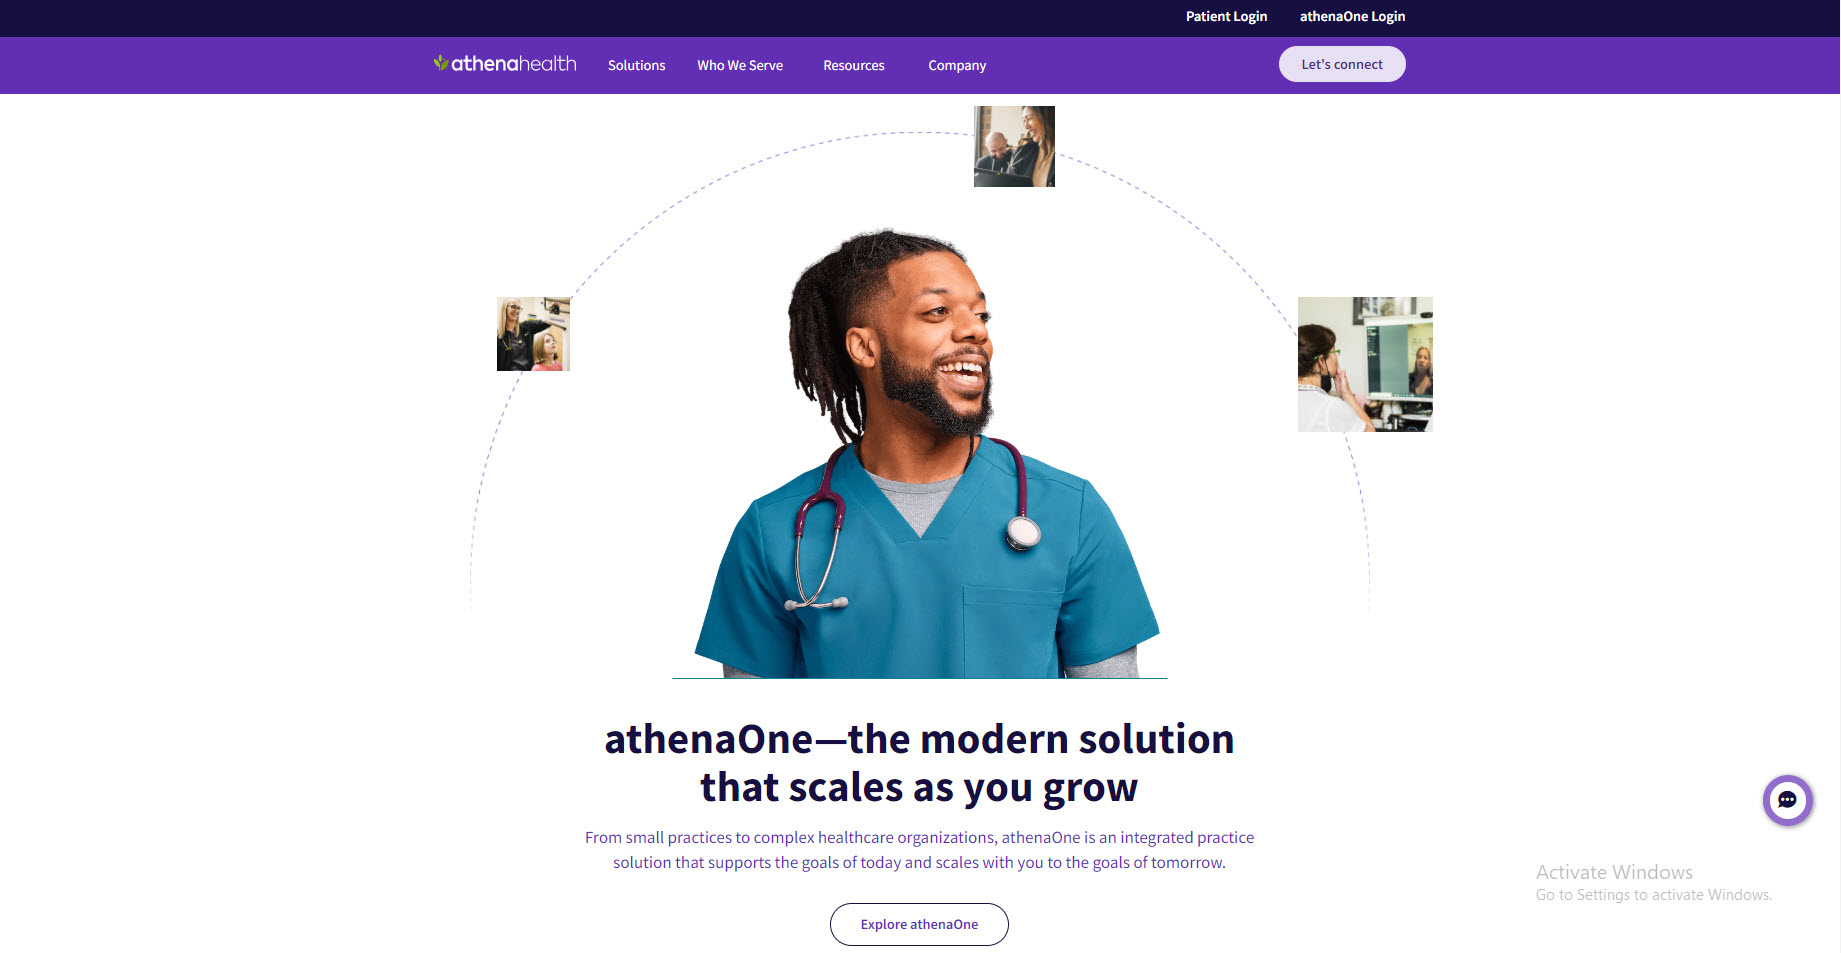 Patient Login
athenaOne Login
athenahealth
Solutions
Who We Serve
Resources
Company
Let's connect
athenaOne—the modern solution
that scales as you grow
From small practices to complex healthcare organizations, athenaOne is an integrated practice
solution that supports the goals of today and scales with you to the goals of tomorrow.
Explore athenaOne
Activate Windows
Go to Settings to activate Windows.